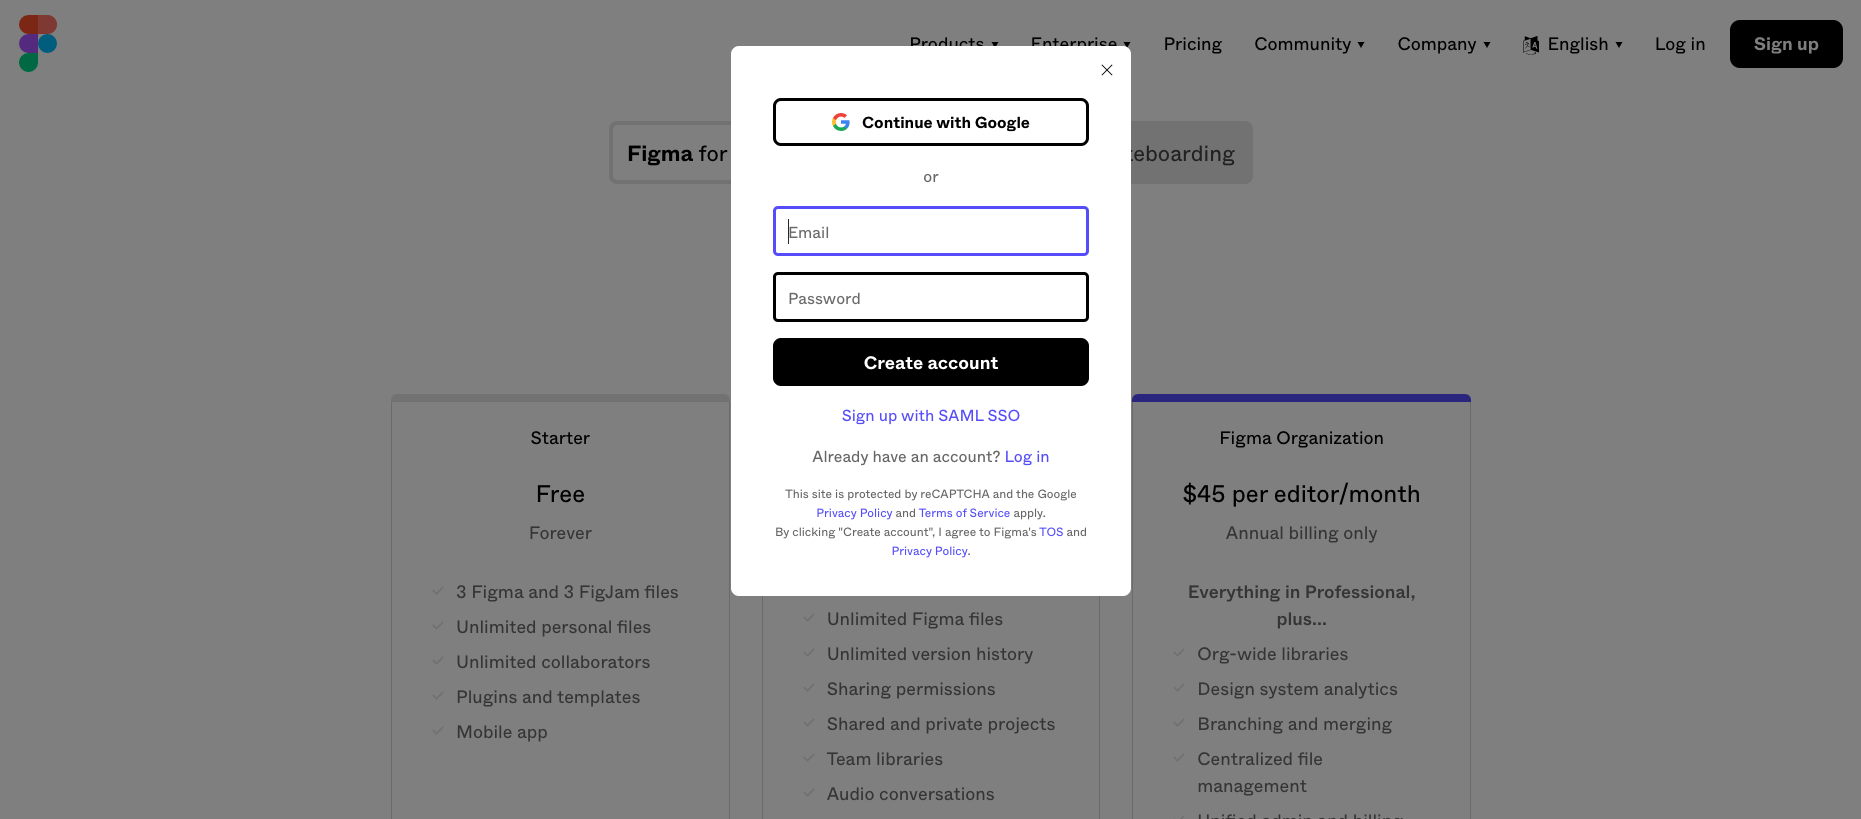 Products
Enterprise
Pricing
Community
Company
English
Log in
Sign up
Continue with Google
or
Email
Password
Create account
Sign up with SAML SSO
Already have an account? Log in
This site is protected by reCAPTCHA and the Google
Privacy Policy and Terms of Service apply.
By clicking "Create account", I agree to Figma's TOS and
Privacy Policy.
Figma for
eboarding
Starter
Free
Forever
3 Figma and 3 FigJam files
Unlimited personal files
Unlimited collaborators
Plugins and templates
Mobile app
Unlimited Figma files
Unlimited version history
Sharing permissions
Shared and private projects
Team libraries
Audio conversations
Figma Organization
$45 per editor/month
Annual billing only
Everything in Professional,
plus...
Org-wide libraries
Design system analytics
Branching and merging
Centralized file
management
Unified admin and billing